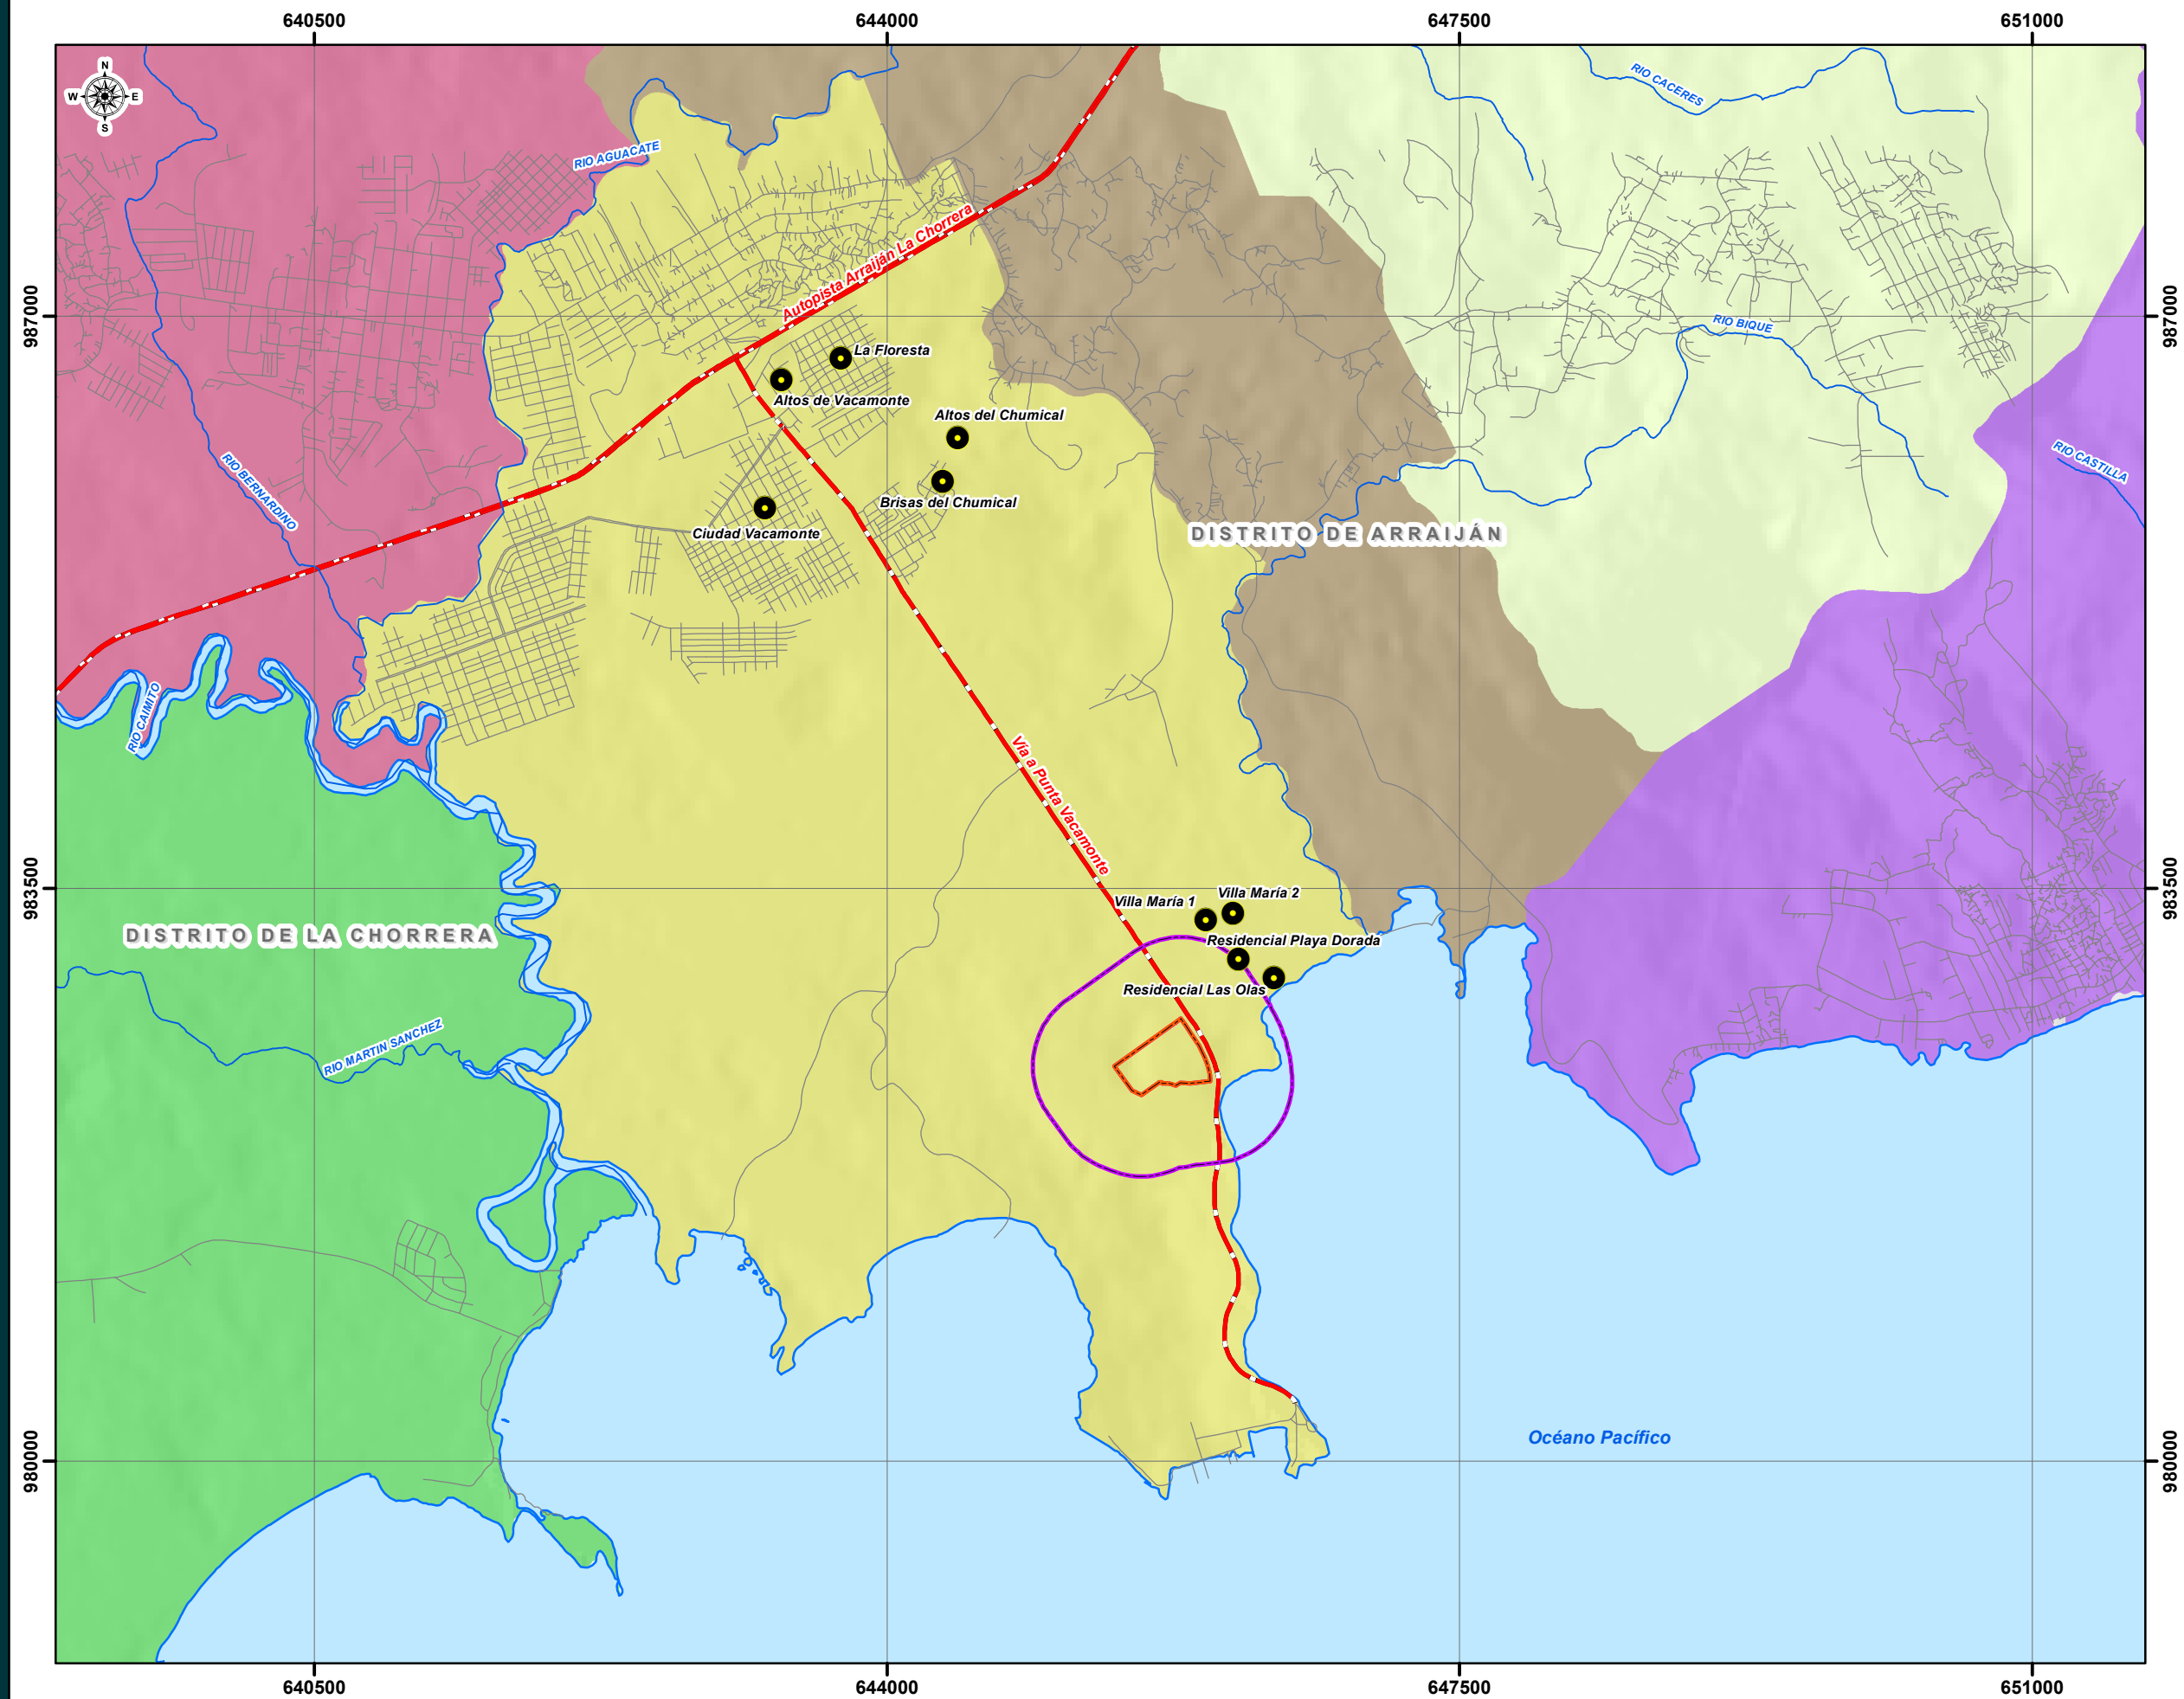 640500
644000
647500
651000
N
W
E
S
RIO CACERES
RIO AGUACATE
Autopista Arraiján La Chorrera
987000
987000
RIO BIQUE
La Floresta
Altos de Vacamonte
Altos del Chumical
RIO CASTILLA
RIO BERNARDINO
Brisas del Chumical
Ciudad Vacamonte
DISTRITO DE ARRAIJÁN
RIO CAIMITO
Vía a Punta Vacamonte
983500
983500
Villa María 1
Villa María 2
DISTRITO DE LA CHORRERA
Residencial Playa Dorada
Residencial Las Olas
RIO MARTIN SANCHEZ
Océano Pacífico
980000
980000
640500
644000
647500
651000